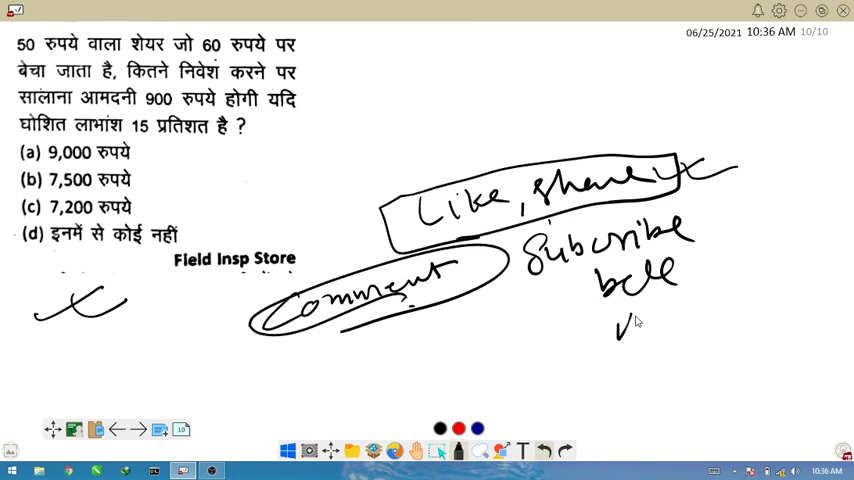 06/25/2021 10:36 AM 10/10
50 रुपये वाला शेयर जो 60 रुपये पर
बेचा जाता है, कितने निवेश करने पर
सालाना आमदनी 900 रुपये होगी यदि
घोशित लाभांश 15 प्रतिशत है ?
(a) 9,000 रुपये
(b) 7,500 रुपये
(c) 7,200 रुपये
(d) इनमें से कोई नहीं
Field Insp Store
Like, share
Subscribe
bell
Comment
10
10:36 AM